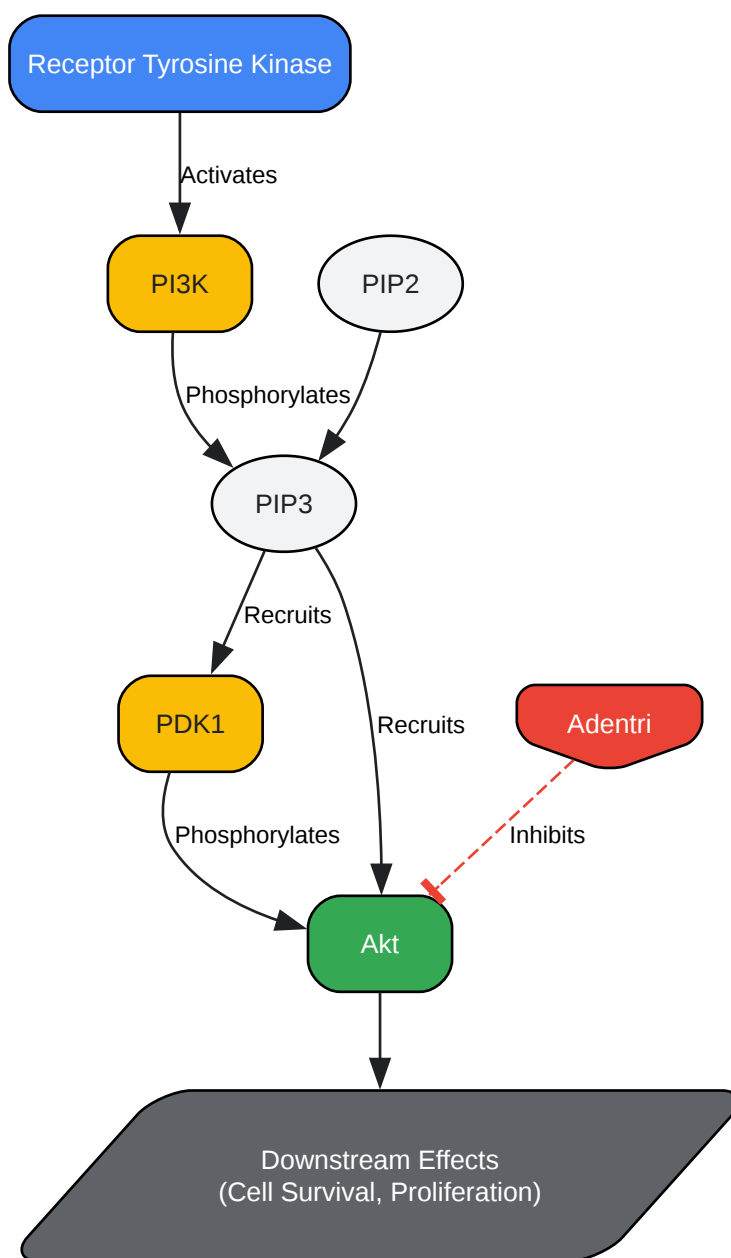 Receptor Tyrosine Kinase
Activates
PI3K
PIP2
Phosphorylates
PIP3
Recruits
PDK1
Recruits
Adentri
Phosphorylates
Inhibits
Akt
Downstream Effects
(Cell Survival, Proliferation)